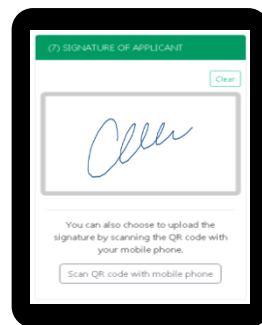 (7) SIGNATURE OF APPLICANT
Clear
You can also choose to upload the
signature by scanning the QR code with
your mobile phone.
Scan QR code with mobile phone